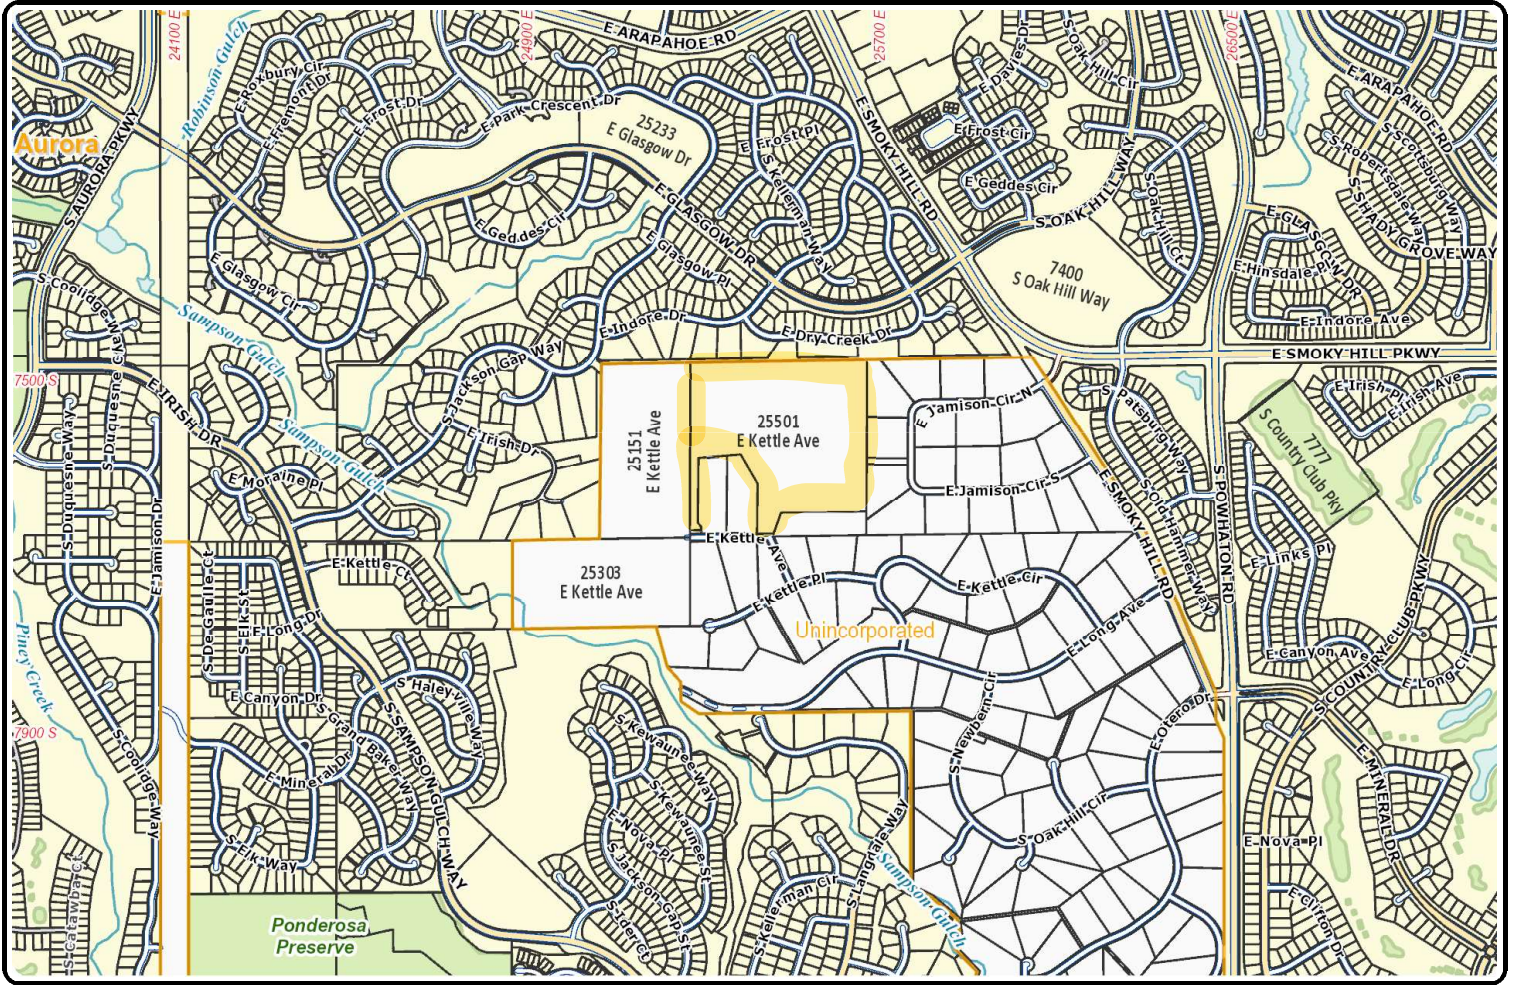 24100 E
24900 E
25700 E
26500 E
E ARAPAHOE RD
Robinson Gulch
E Roxbury Cir
E Fremont Dr
E Frost Dr
E Park Crescent Dr
25233
E Glasgow Dr
E Frost Pl
S Kellerman Way
E SMOKY HILL RD
E Davies Dr
S Oak Hill Cir
E Frost Cir
E Geddes Cir
E ARAPAHOE RD
S Scottsburg Way
S Robertsdale Way
S SHADY GROVE WAY
Aurora
S AURORA PKWY
E Geddes Cir
E GLASGOW DR
E Glasgow Pl
S OAK HILL WAY
S Oak Hill Ct
7400
S Oak Hill Way
E GLASGOW DR
E Hinsdale Pl
E Indore Ave
E SMOKY HILL PKWY
S Coolidge Way
E Glasgow Cir
Sampson Gulch
E Indore Dr
E Dry Creek Dr
7500 S
S Duquesne Way
S Duquesne Cir
E IRISH DR
S Jackson Gap Way
E Irish Dr
Sampson Gulch
E Moraine Pl
E Jamison Dr
25151
E Kettle Ave
25501
E Kettle Ave
E Jamison Cir N
E Jamison Cir S
S Patsburg Way
S Old Hammer Way
E SMOKY HILL RD
S POWHATON RD
E Irish Pl
E Irish Ave
7777
S Country Club Pky
E Kettle Ave
E Kettle Ct
25303
E Kettle Ave
E Kettle Pl
E Kettle Cir
Unincorporated
E Long Ave
E Links Pl
E Canyon Ave
S COUNTRY CLUB PKWY
E Long Cir
S De Gaulle Ct
S Elk St
E Long Dr
E Canyon Dr
Piney Creek
7900 S
S Coolidge Way
S Haleyville Way
S SAMPSON GULCH WAY
S Grand Baker Way
E Mineral Dr
S Elk Way
S Kewaunee Way
S Kewaunee St
E Nova Pl
S Jackson Gap St
S Ider Ct
S Newbern Cir
E Otero Dr
S Oak Hill Cir
E MINERAL DR
E Nova Pl
E Clifton Dr
S Langdale Way
S Kellerman Cir
Sampson Gulch
S Catawba Ct
Ponderosa
Preserve